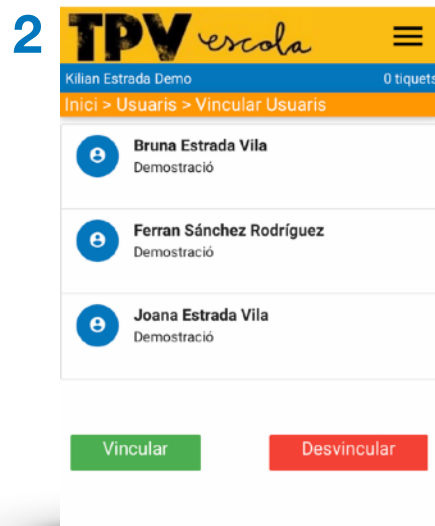 2
TPV escola
Kilian Estrada Demo 0 tiquets
Inici > Usuaris > Vincular Usuaris
Bruna Estrada Vila
Demostració
Ferran Sánchez Rodríguez
Demostració
Joana Estrada Vila
Demostració
Vincular Desvincular